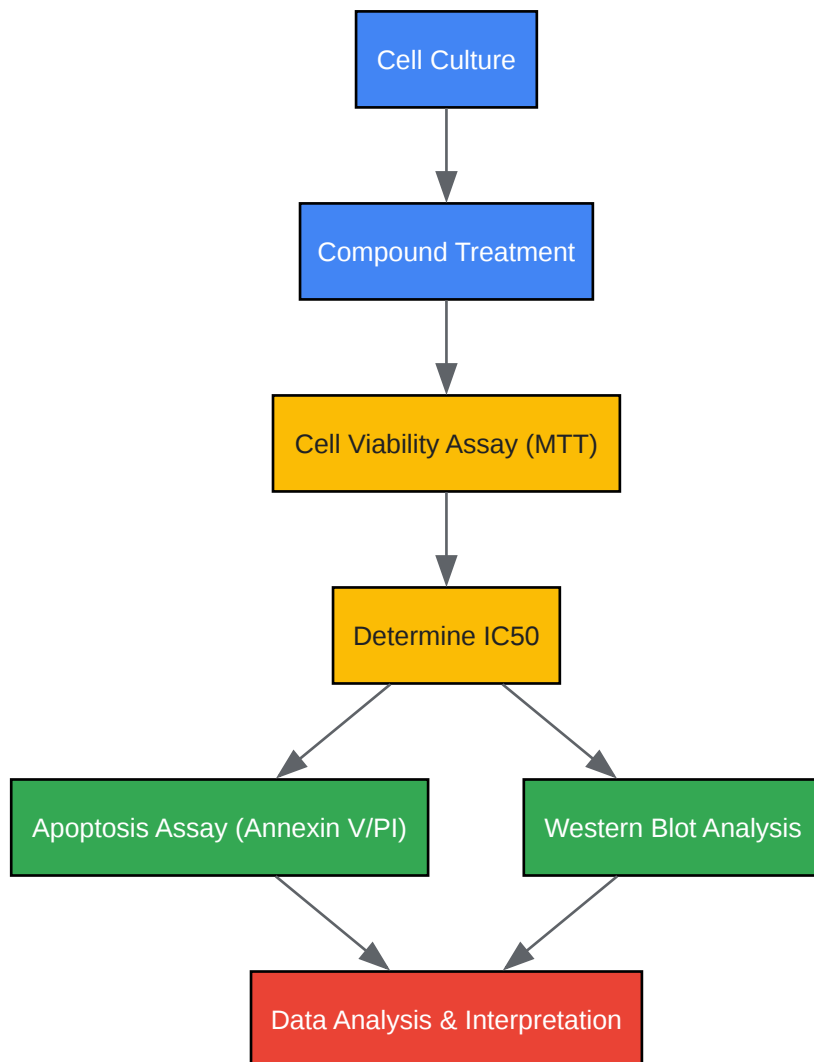 Cell Culture
Compound Treatment
Cell Viability Assay (MTT)
Determine IC50
Apoptosis Assay (Annexin V/PI)
Western Blot Analysis
Data Analysis & Interpretation